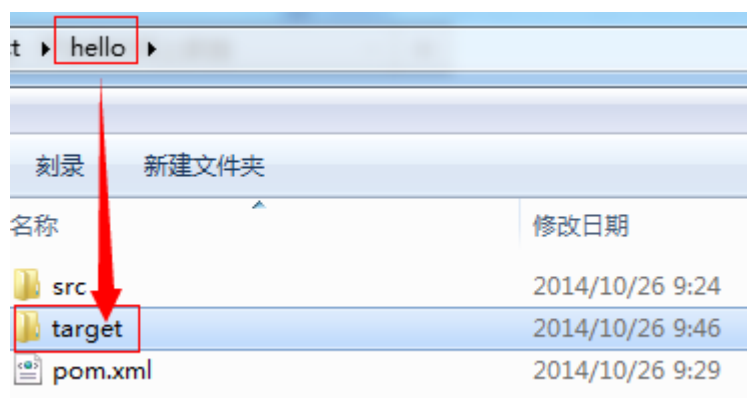 t ▸ hello ▸
刻录 新建文件夹
名称 修改日期
src 2014/10/26 9:24
target 2014/10/26 9:46
pom.xml 2014/10/26 9:29